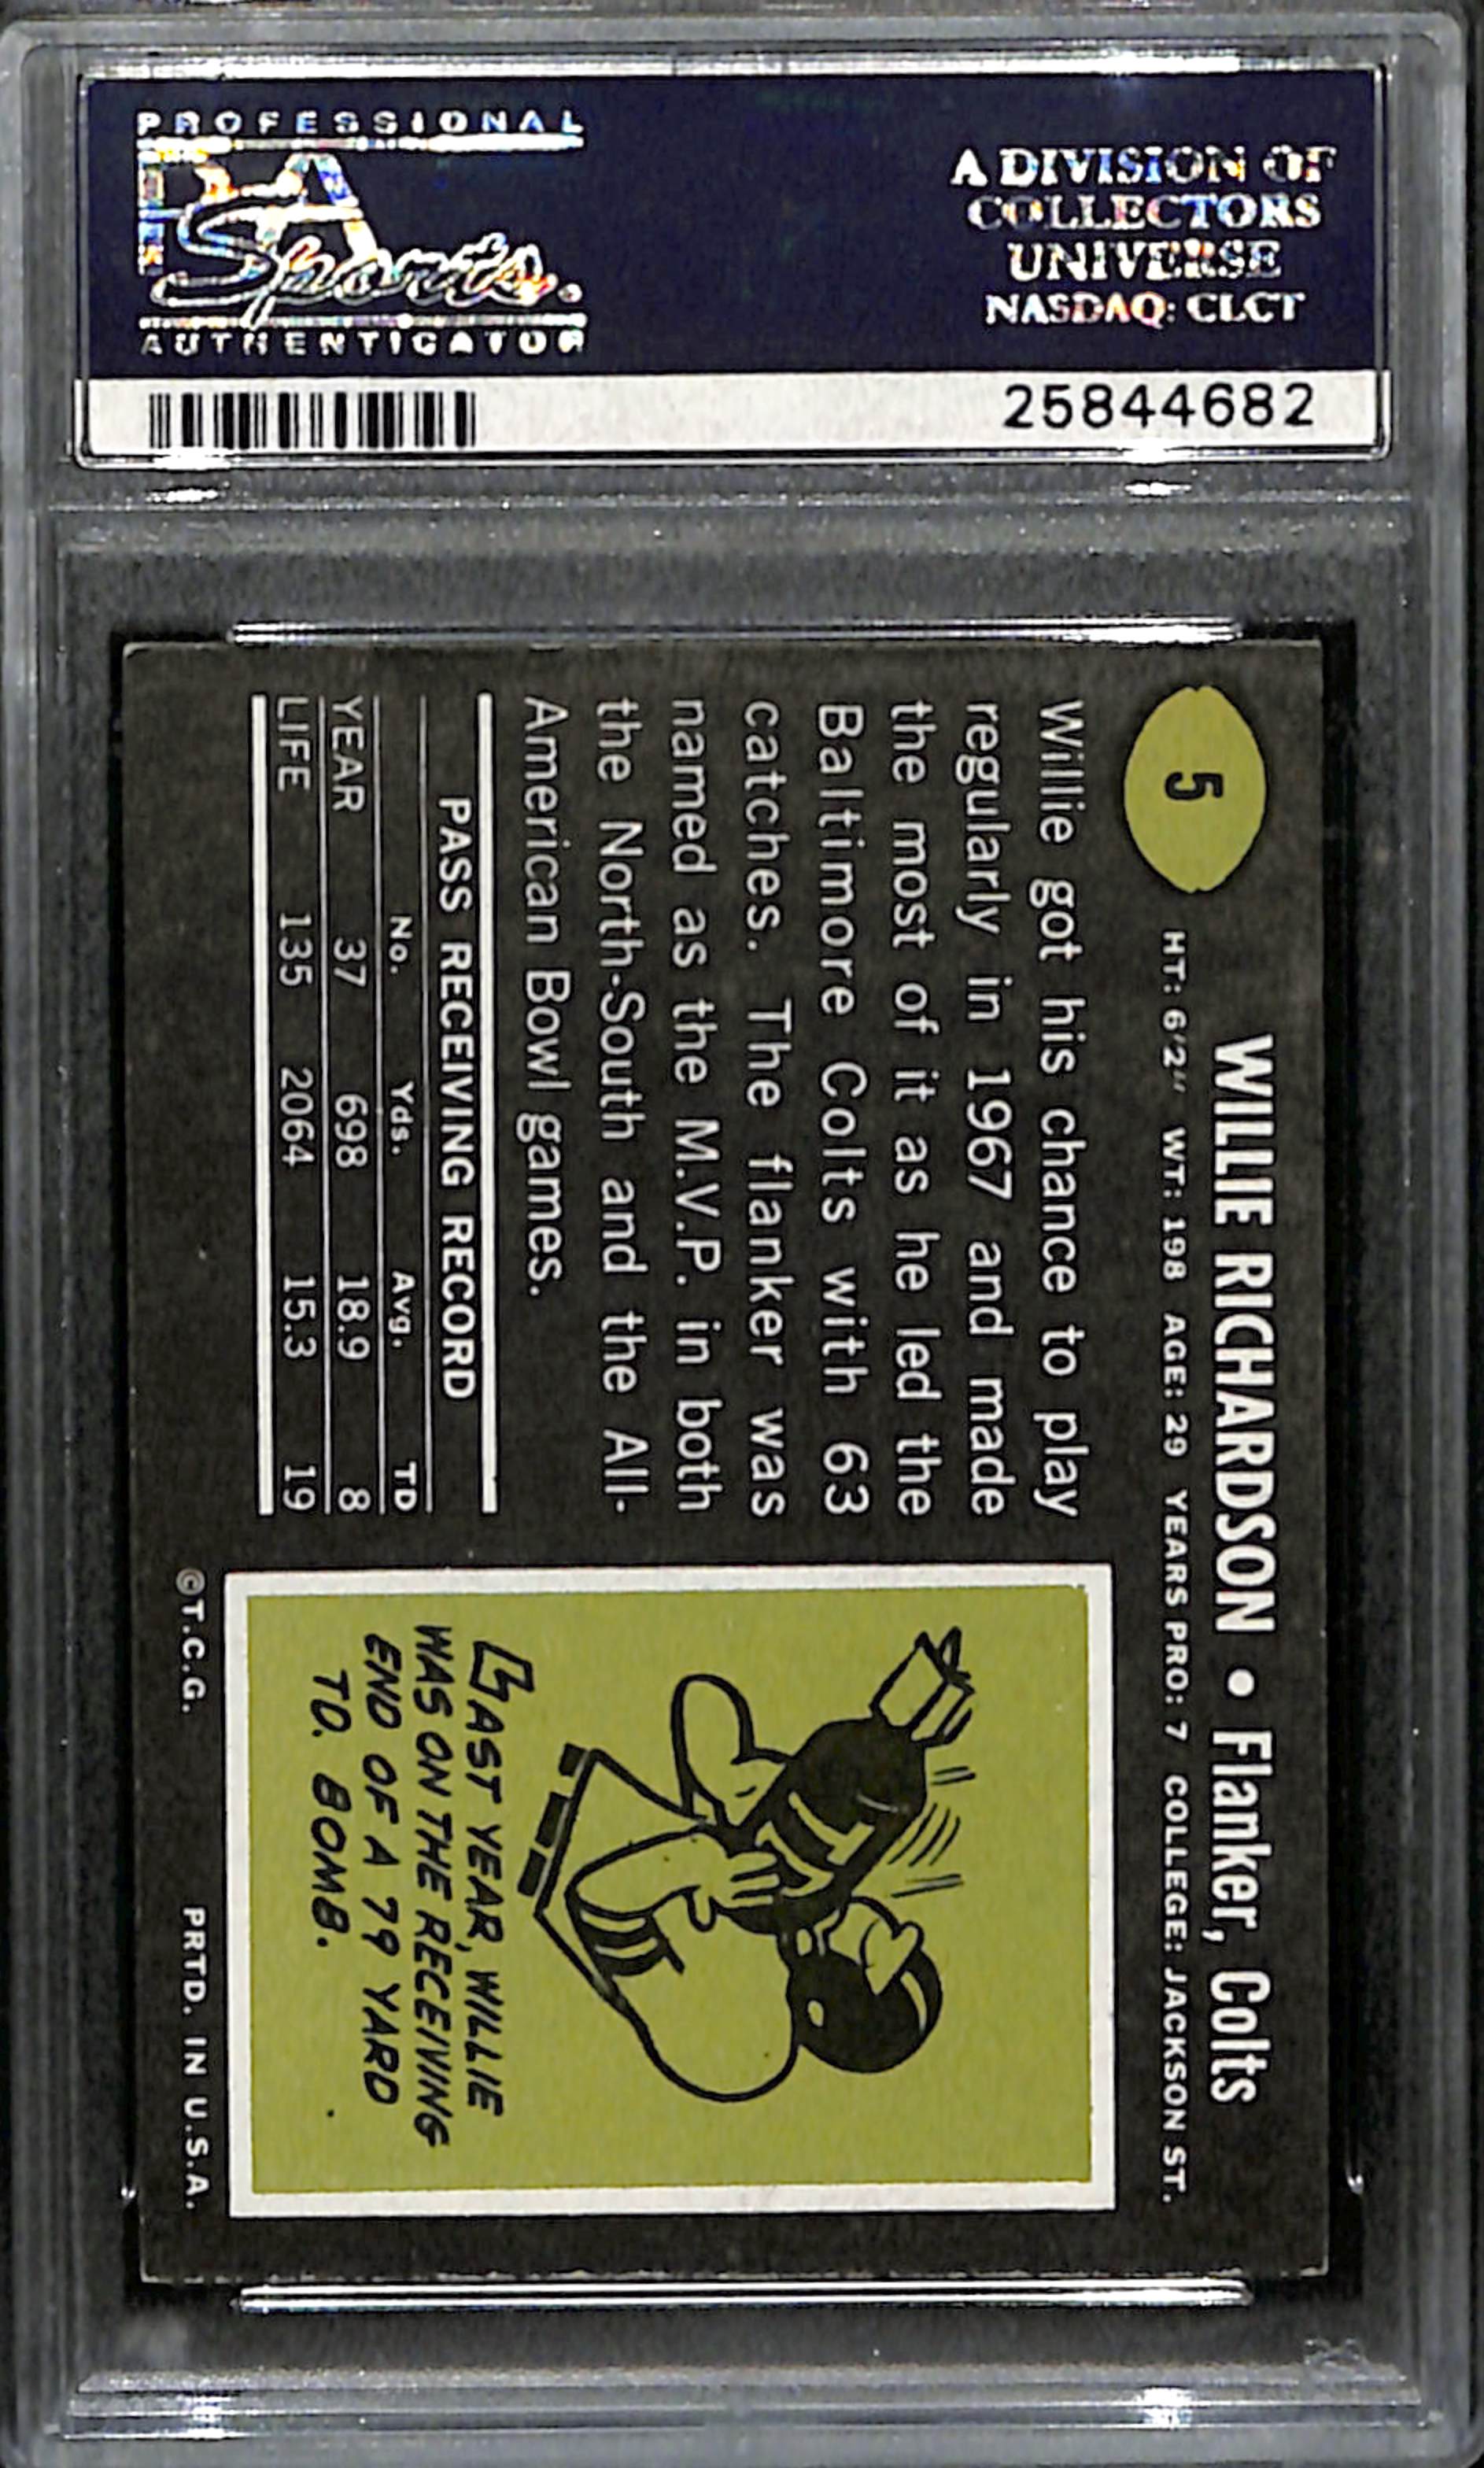 PROFESSIONAL
PSA
Sports.
AUTHENTICATOR
A DIVISION OF
COLLECTORS
UNIVERSE
NASDAQ: CLCT
25844682
5
WILLIE RICHARDSON • Flanker, Colts
HT: 6'2" WT: 198 AGE: 29 YEARS PRO: 7 COLLEGE: JACKSON ST.
Willie got his chance to play
regularly in 1967 and made
the most of it as he led the
Baltimore Colts with 63
catches. The flanker was
named as the M.V.P. in both
the North-South and the All-
American Bowl games.
PASS RECEIVING RECORD
No. Yds. Avg. TD
YEAR 37 698 18.9 8
LIFE 135 2064 15.3 19
LAST YEAR, WILLIE
WAS ON THE RECEIVING
END OF A 79 YARD
TD. BOMB.
©T.C.G. PRTD. IN U.S.A.